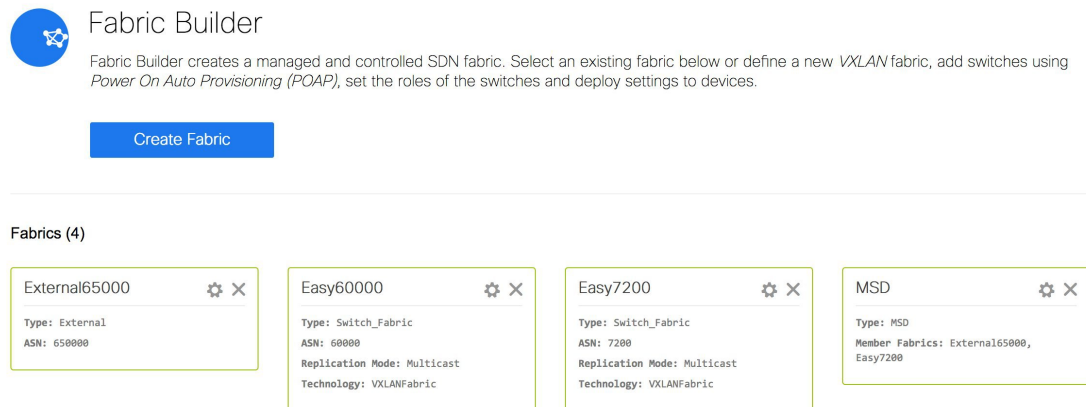 Fabric Builder
Fabric Builder creates a managed and controlled SDN fabric. Select an existing fabric below or define a new VXLAN fabric, add switches using
Power On Auto Provisioning (POAP), set the roles of the switches and deploy settings to devices.
Create Fabric
Fabrics (4)
External65000
Type: External
ASN: 650000
Easy60000
Type: Switch_Fabric
ASN: 60000
Replication Mode: Multicast
Technology: VXLANFabric
Easy7200
Type: Switch_Fabric
ASN: 7200
Replication Mode: Multicast
Technology: VXLANFabric
MSD
Type: MSD
Member Fabrics: External65000,
Easy7200